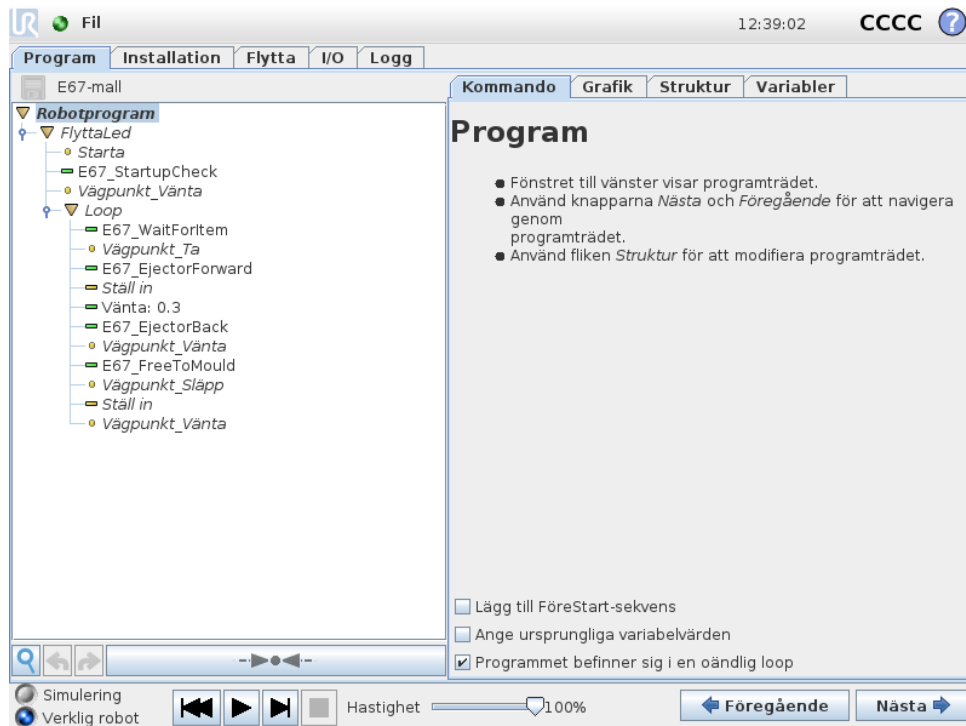 UR Fil 12:39:02 CCCC ?
Program Installation Flytta I/O Logg
E67-mall
Robotprogram
FlyttaLed
Starta
E67_StartupCheck
Vägpunkt_Vänta
Loop
E67_WaitForItem
Vägpunkt_Ta
E67_EjectorForward
Ställ in
Vänta: 0.3
E67_EjectorBack
Vägpunkt_Vänta
E67_FreeToMould
Vägpunkt_Släpp
Ställ in
Vägpunkt_Vänta
Kommando Grafik Struktur Variabler
Program
Fönstret till vänster visar programträdet.
Använd knapparna Nästa och Föregående för att navigera
genom
programträdet.
Använd fliken Struktur för att modifiera programträdet.
Lägg till FöreStart-sekvens
Ange ursprungliga variabelvärden
Programmet befinner sig i en oändlig loop
Simulering
Verklig robot
Hastighet 100%
Föregående Nästa